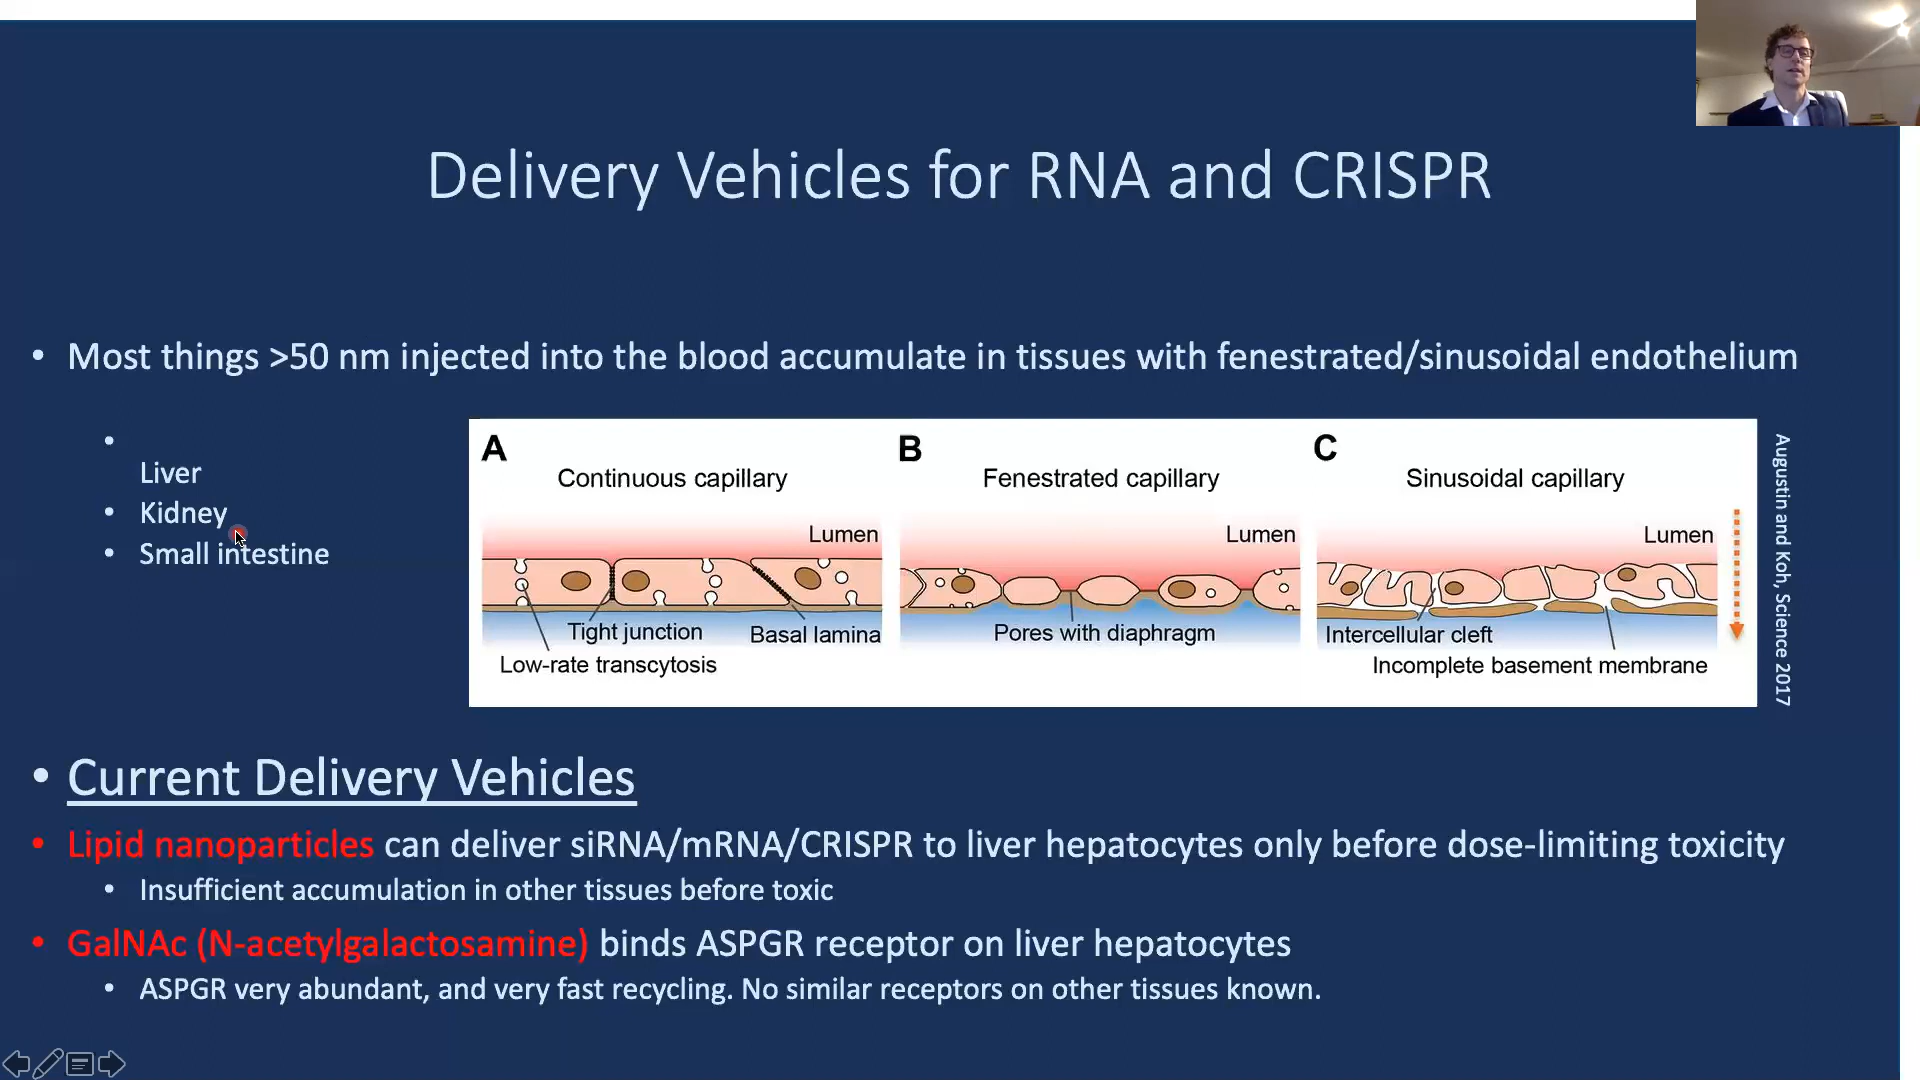 Delivery Vehicles for RNA and CRISPR
• Most things >50 nm injected into the blood accumulate in tissues with fenestrated/sinusoidal endothelium
•
Liver
• Kidney
• Small intestine
A
Continuous capillary
Lumen
Tight junction
Basal lamina
Low-rate transcytosis
B
Fenestrated capillary
Lumen
Pores with diaphragm
C
Sinusoidal capillary
Lumen
Intercellular cleft
Incomplete basement membrane
Augustin and Koh, Science 2017
• Current Delivery Vehicles
• Lipid nanoparticles can deliver siRNA/mRNA/CRISPR to liver hepatocytes only before dose-limiting toxicity
• Insufficient accumulation in other tissues before toxic
• GalNAc (N-acetylgalactosamine) binds ASPGR receptor on liver hepatocytes
• ASPGR very abundant, and very fast recycling. No similar receptors on other tissues known.